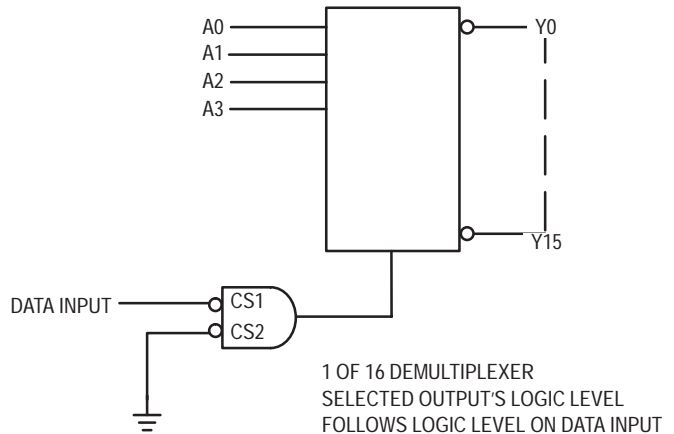 A0
Y0
A1
A2
A3
Y15
DATA INPUT
CS1
CS2
1 OF 16 DEMULTIPLEXER
SELECTED OUTPUT'S LOGIC LEVEL
FOLLOWS LOGIC LEVEL ON DATA INPUT